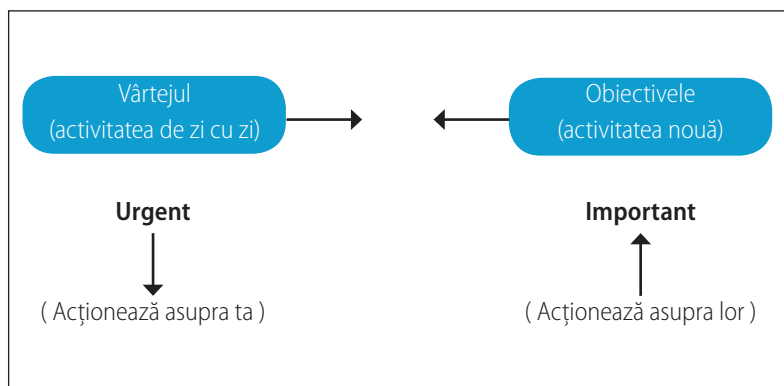 Vârtejul
(activitatea de zi cu zi)
Obiectivele
(activitatea nouă)
Urgent
Important
( Acționează asupra ta )
( Acționează asupra lor )